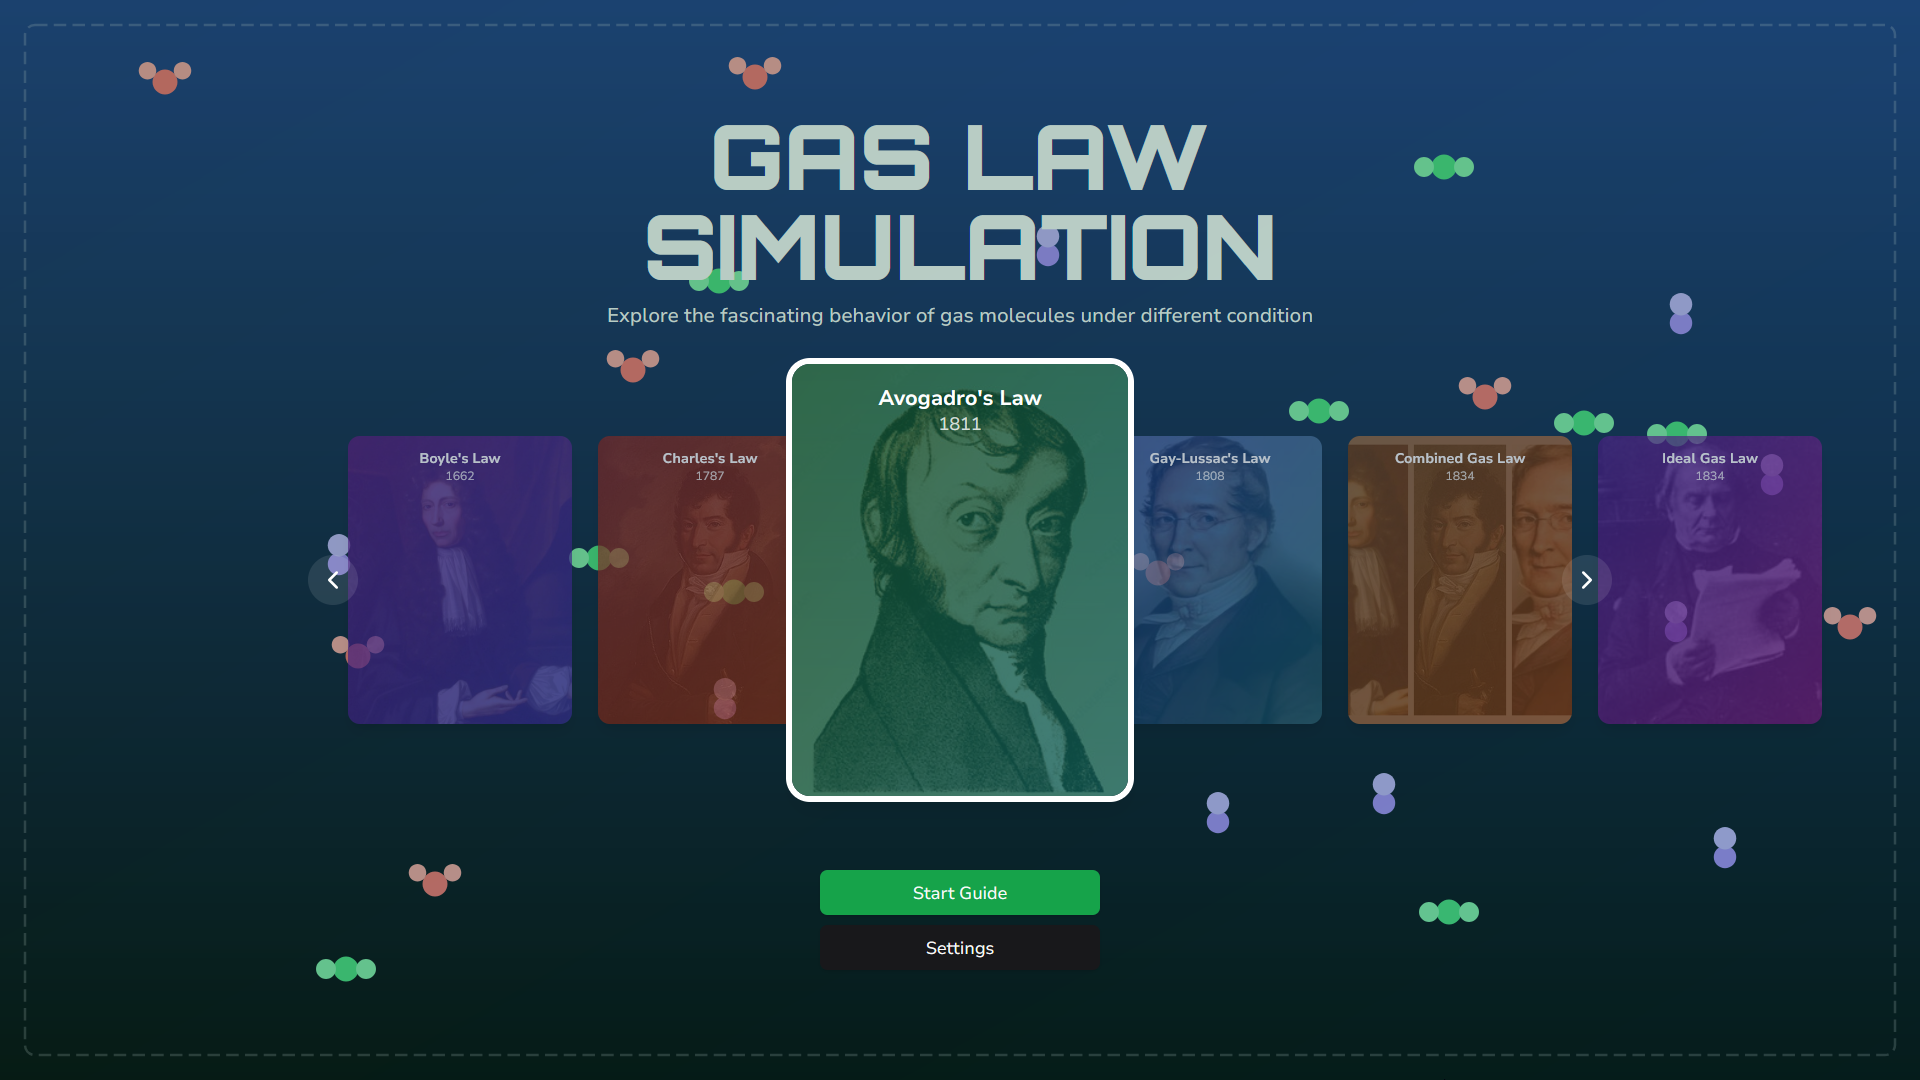 GAS LAW
SIMULATION
Explore the fascinating behavior of gas molecules under different condition
Boyle's Law
1662
Charles's Law
1787
Avogadro's Law
1811
Gay-Lussac's Law
1808
Combined Gas Law
1834
Ideal Gas Law
1834
Start Guide
Settings